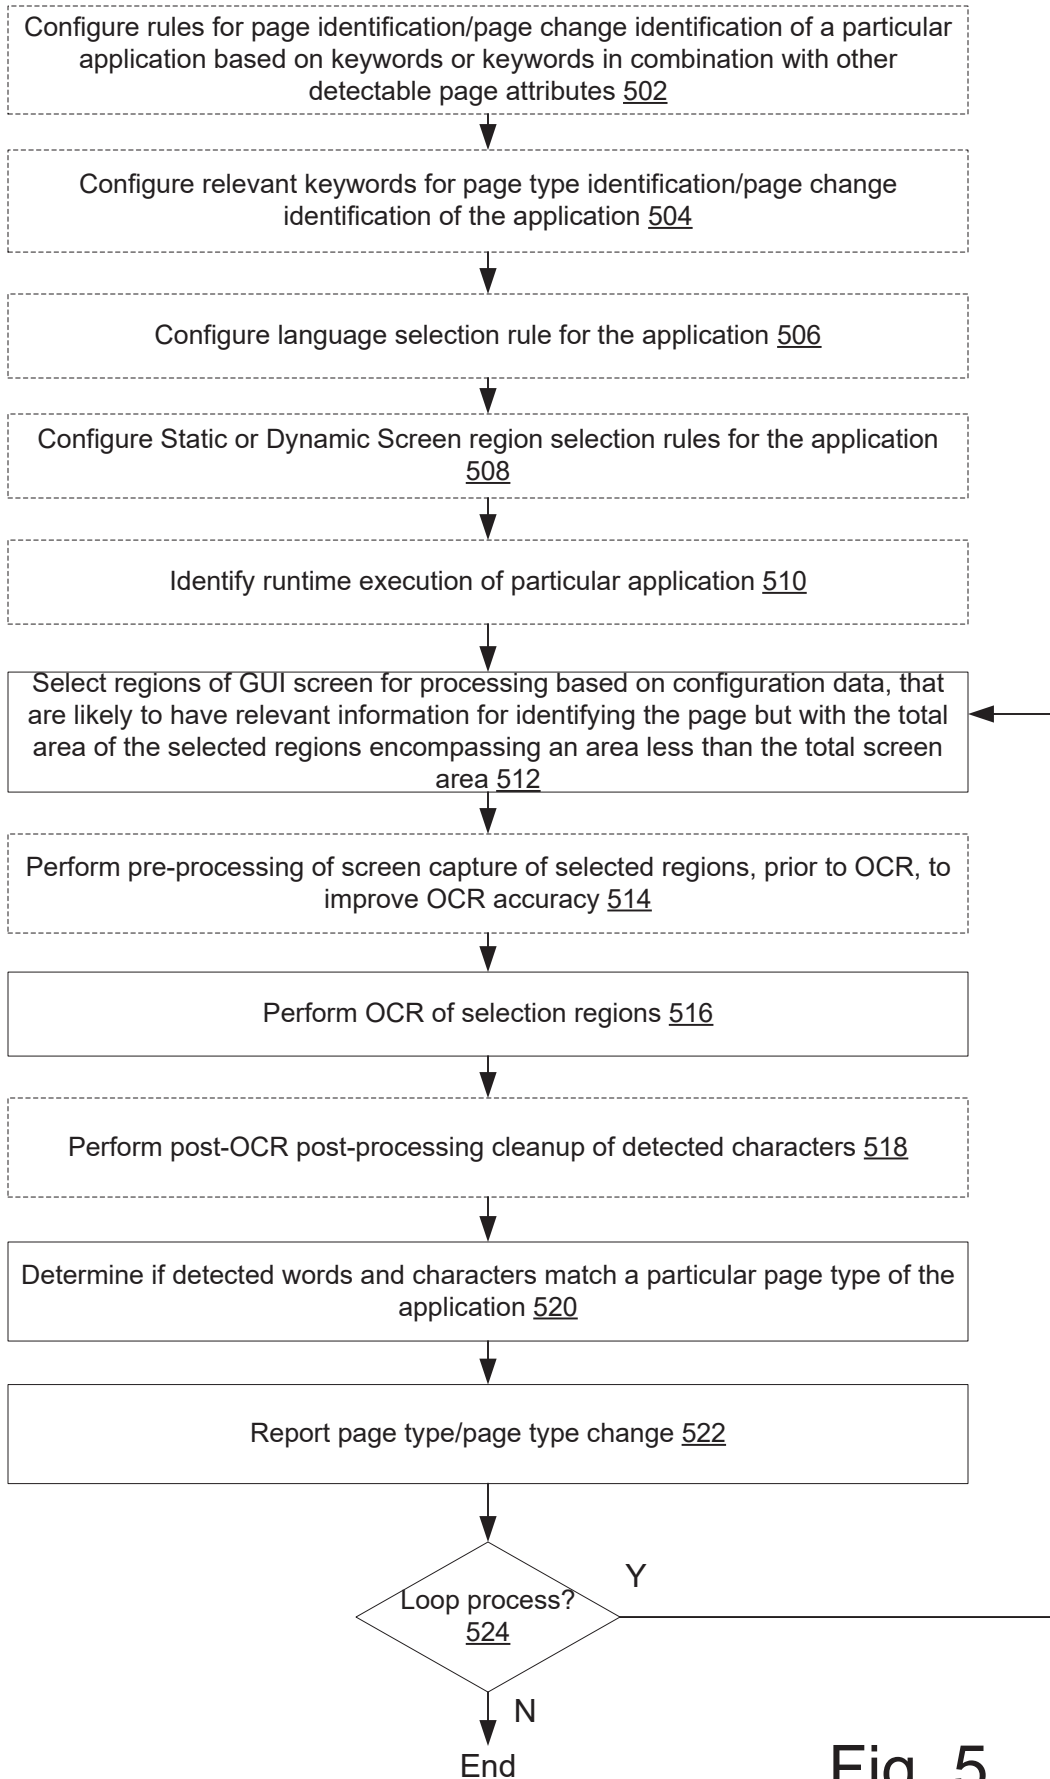 Configure rules for page identification/page change identification of a particular
application based on keywords or keywords in combination with other
detectable page attributes 502
Configure relevant keywords for page type identification/page change
identification of the application 504
Configure language selection rule for the application 506
Configure Static or Dynamic Screen region selection rules for the application
508
Identify runtime execution of particular application 510
Select regions of GUI screen for processing based on configuration data, that
are likely to have relevant information for identifying the page but with the total
area of the selected regions encompassing an area less than the total screen
area 512
Perform pre-processing of screen capture of selected regions, prior to OCR, to
improve OCR accuracy 514
Perform OCR of selection regions 516
Perform post-OCR post-processing cleanup of detected characters 518
Determine if detected words and characters match a particular page type of the
application 520
Report page type/page type change 522
Loop process?
524
Y
N
End
Fig. 5